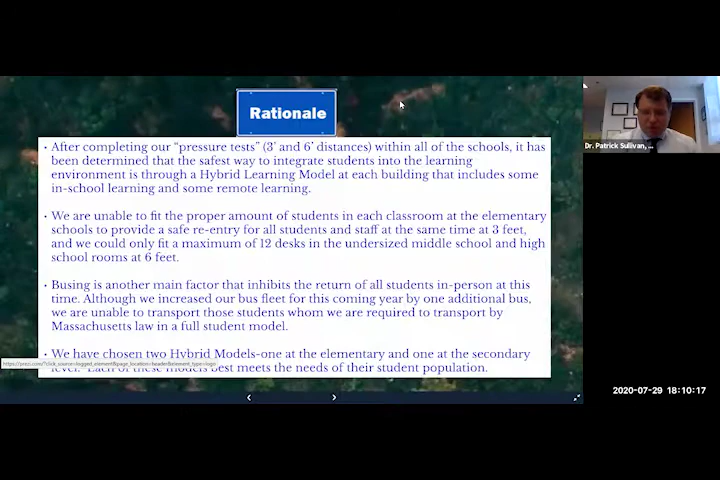 Rationale
• After completing our “pressure tests” (3’ and 6’ distances) within all of the schools, it has
been determined that the safest way to integrate students into the learning
environment is through a Hybrid Learning Model at each building that includes some
in-school learning and some remote learning.
• We are unable to fit the proper amount of students in each classroom at the elementary
schools to provide a safe re-entry for all students and staff at the same time at 3 feet,
and we could only fit a maximum of 12 desks in the undersized middle school and high
school rooms at 6 feet.
• Busing is another main factor that inhibits the return of all students in-person at this
time. Although we increased our bus fleet for this coming year by one additional bus,
we are unable to transport those students whom we are required to transport by
Massachusetts law in a full student model.
• We have chosen two Hybrid Models-one at the elementary and one at the secondary
level. Each of these models best meets the needs of their student population.
https://prezi.com/?click_source=logged_element&page_location=header&element_type=logo
Dr. Patrick Sullivan, ...
2020-07-29 18:10:17